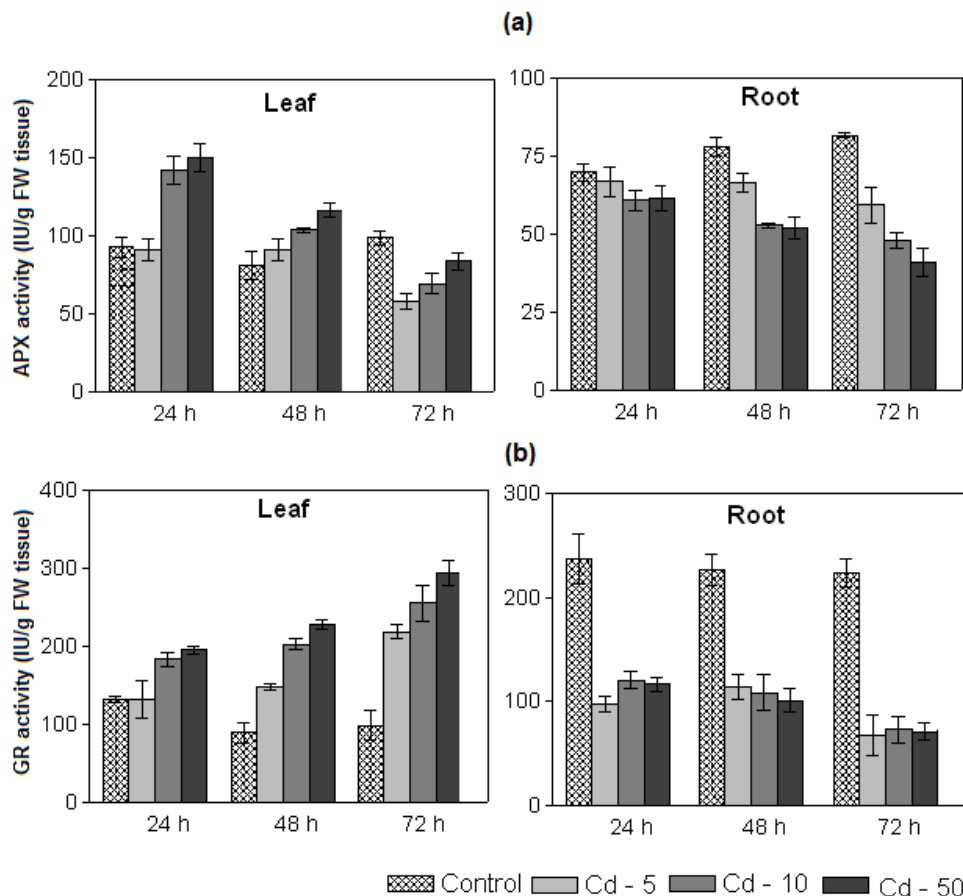 (a)
APX activity (IU/g FW tissue)
200
150
100
50
0
Leaf
24 h 48 h 72 h
100
75
50
25
0
Root
24 h 48 h 72 h
(b)
GR activity (IU/g FW tissue)
400
300
200
100
0
Leaf
24 h 48 h 72 h
300
200
100
0
Root
24 h 48 h 72 h
Control Cd - 5 Cd - 10 Cd - 50